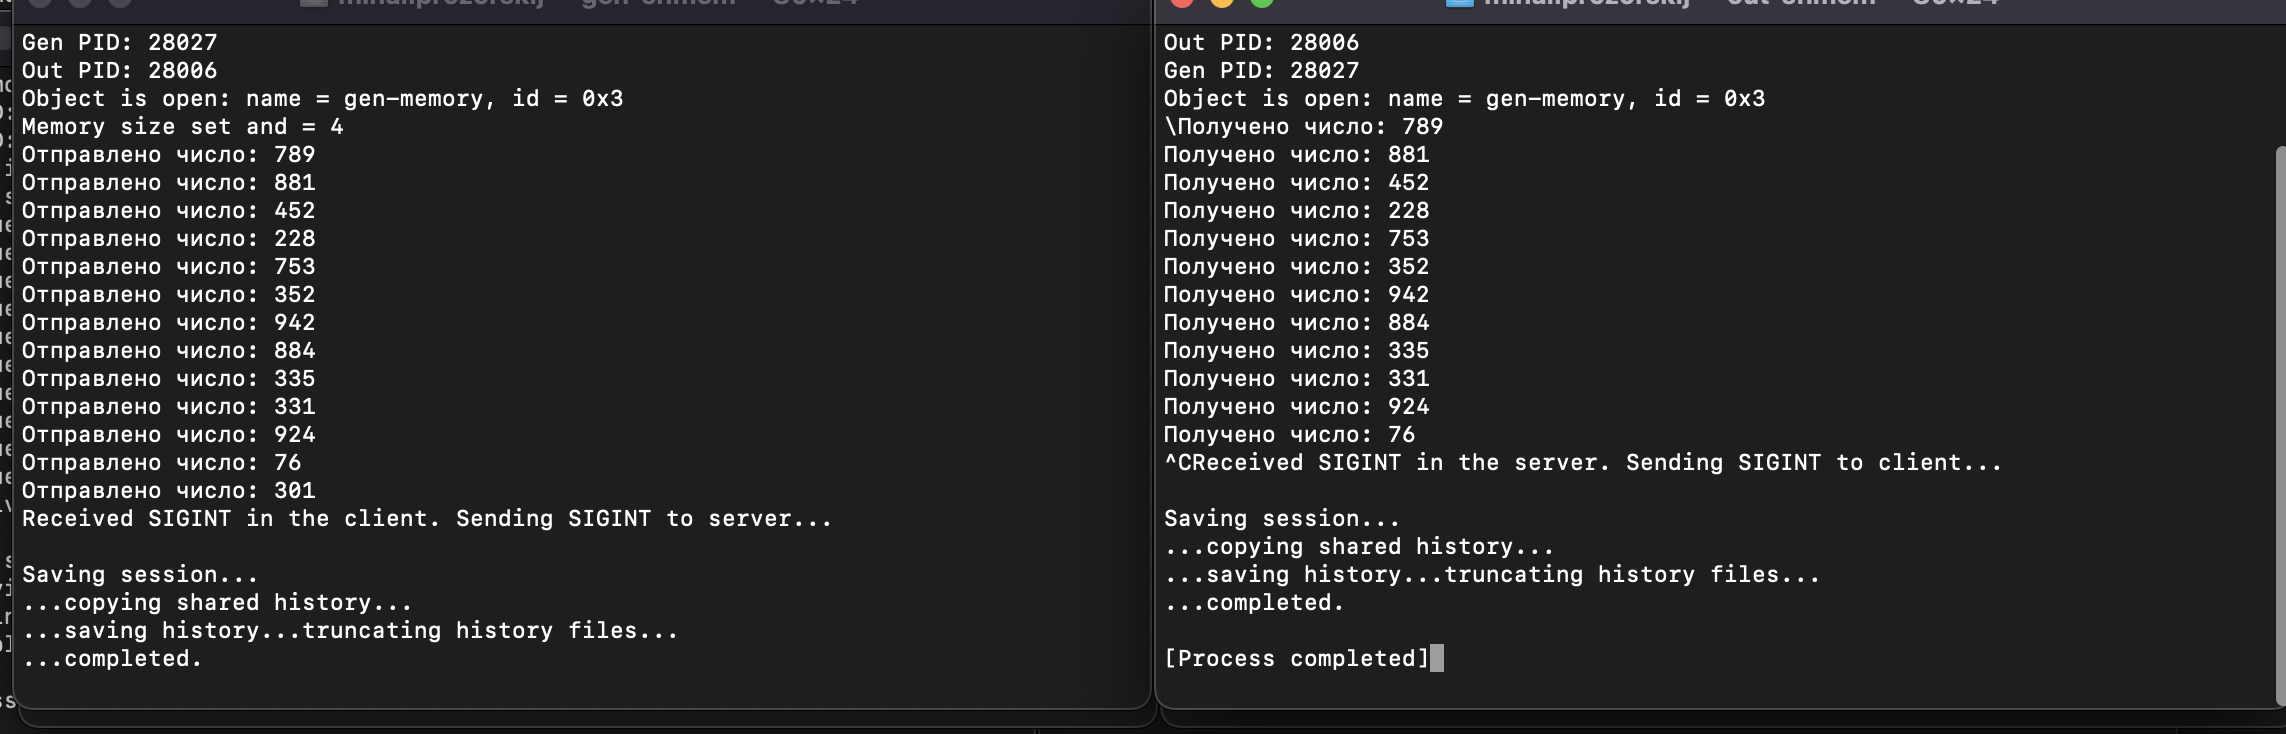 Gen PID: 28027
Out PID: 28006
Object is open: name = gen-memory, id = 0x3
Memory size set and = 4
Отправлено число: 789
Отправлено число: 881
Отправлено число: 452
Отправлено число: 228
Отправлено число: 753
Отправлено число: 352
Отправлено число: 942
Отправлено число: 884
Отправлено число: 335
Отправлено число: 331
Отправлено число: 924
Отправлено число: 76
Отправлено число: 301
Received SIGINT in the client. Sending SIGINT to server...
Saving session...
...copying shared history...
...saving history...truncating history files...
...completed.
Out PID: 28006
Gen PID: 28027
Object is open: name = gen-memory, id = 0x3
\Получено число: 789
Получено число: 881
Получено число: 452
Получено число: 228
Получено число: 753
Получено число: 352
Получено число: 942
Получено число: 884
Получено число: 335
Получено число: 331
Получено число: 924
Получено число: 76
^CReceived SIGINT in the server. Sending SIGINT to client...
Saving session...
...copying shared history...
...saving history...truncating history files...
...completed.
[Process completed]